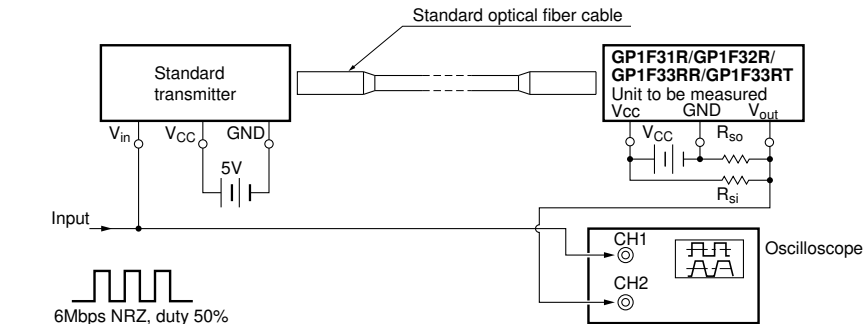 Standard optical fiber cable
Standard
transmitter
GP1F31R/GP1F32R/
GP1F33RR/GP1F33RT
Unit to be measured
Vcc GND Vout
Vin VCC GND
VCC Rso
5V
Rsi
Input
CH1
Oscilloscope
CH2
6Mbps NRZ, duty 50%